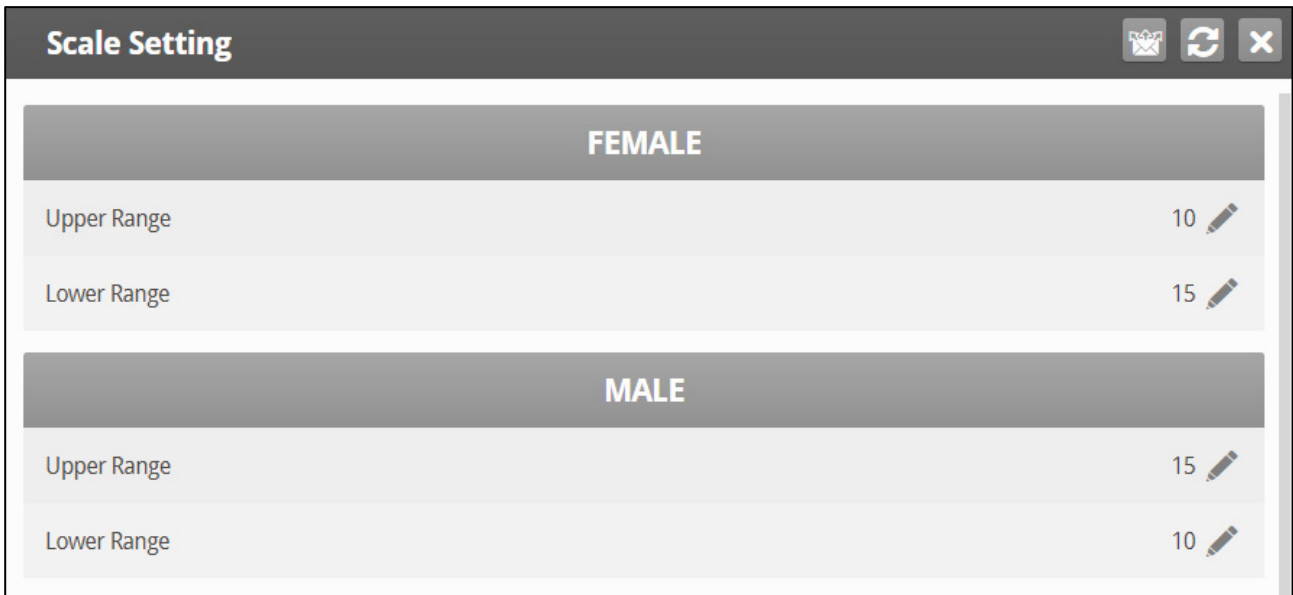 Scale Setting
FEMALE
Upper Range 10
Lower Range 15
MALE
Upper Range 15
Lower Range 10